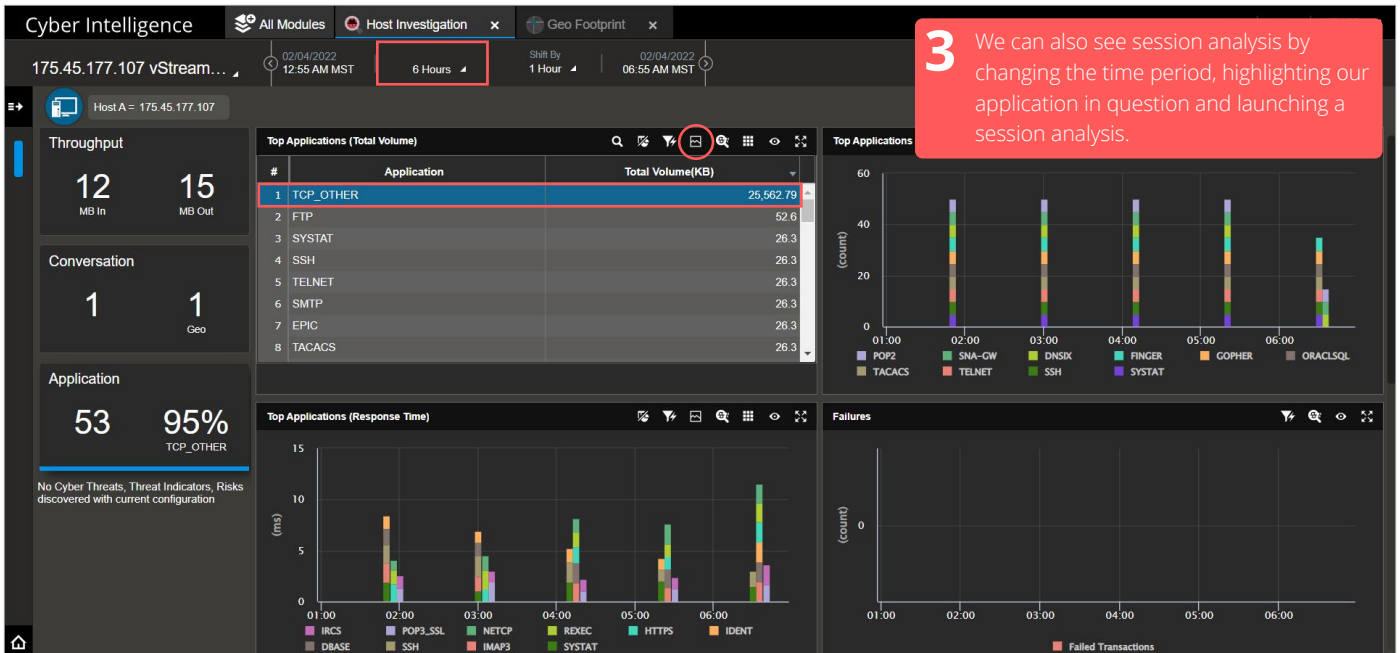 Cyber Intelligence
All Modules
Host Investigation x
Geo Footprint x
175.45.177.107 vStream...
02/04/2022
12:55 AM MST
6 Hours
Shift By
1 Hour
02/04/2022
06:55 AM MST
3
We can also see session analysis by
changing the time period, highlighting our
application in question and launching a
session analysis.
Host A = 175.45.177.107
Throughput
12 15
MB In MB Out
Conversation
1 1
Geo
Application
53 95%
TCP_OTHER
No Cyber Threats, Threat Indicators, Risks
discovered with current configuration
Top Applications (Total Volume)
# Application Total Volume(KB)
1 TCP_OTHER 25,562.79
2 FTP 52.6
3 SYSTAT 26.3
4 SSH 26.3
5 TELNET 26.3
6 SMTP 26.3
7 EPIC 26.3
8 TACACS 26.3
Top Applications
60
40
20
0
(count)
01:00 02:00 03:00 04:00 05:00 06:00
POP2 SNA-GW DNSIX FINGER GOPHER ORACLSQL
TACACS TELNET SSH SYSTAT
Top Applications (Response Time)
15
10
5
0
(ms)
01:00 02:00 03:00 04:00 05:00 06:00
IRCS POP3_SSL NETCP REXEC HTTPS IDENT
DBASE SSH IMAP3 SYSTAT
Failures
0
(count)
01:00 02:00 03:00 04:00 05:00 06:00
Failed Transactions